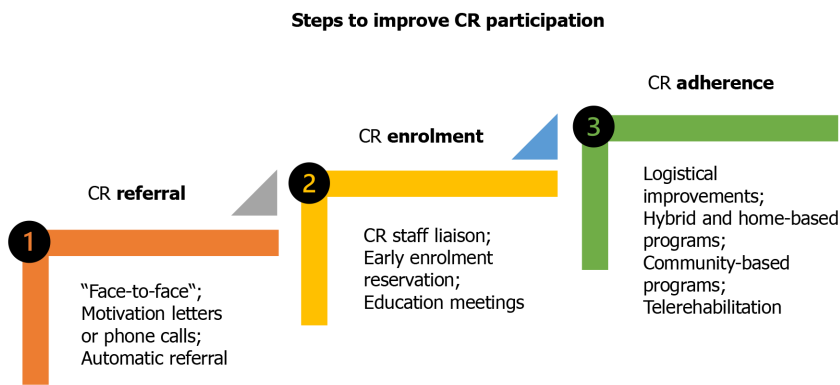 Steps to improve CR participation
CR referral
1
“Face-to-face“;
Motivation letters
or phone calls;
Automatic referral
CR enrolment
2
CR staff liaison;
Early enrolment
reservation;
Education meetings
CR adherence
3
Logistical
improvements;
Hybrid and home-based
programs;
Community-based
programs;
Telerehabilitation